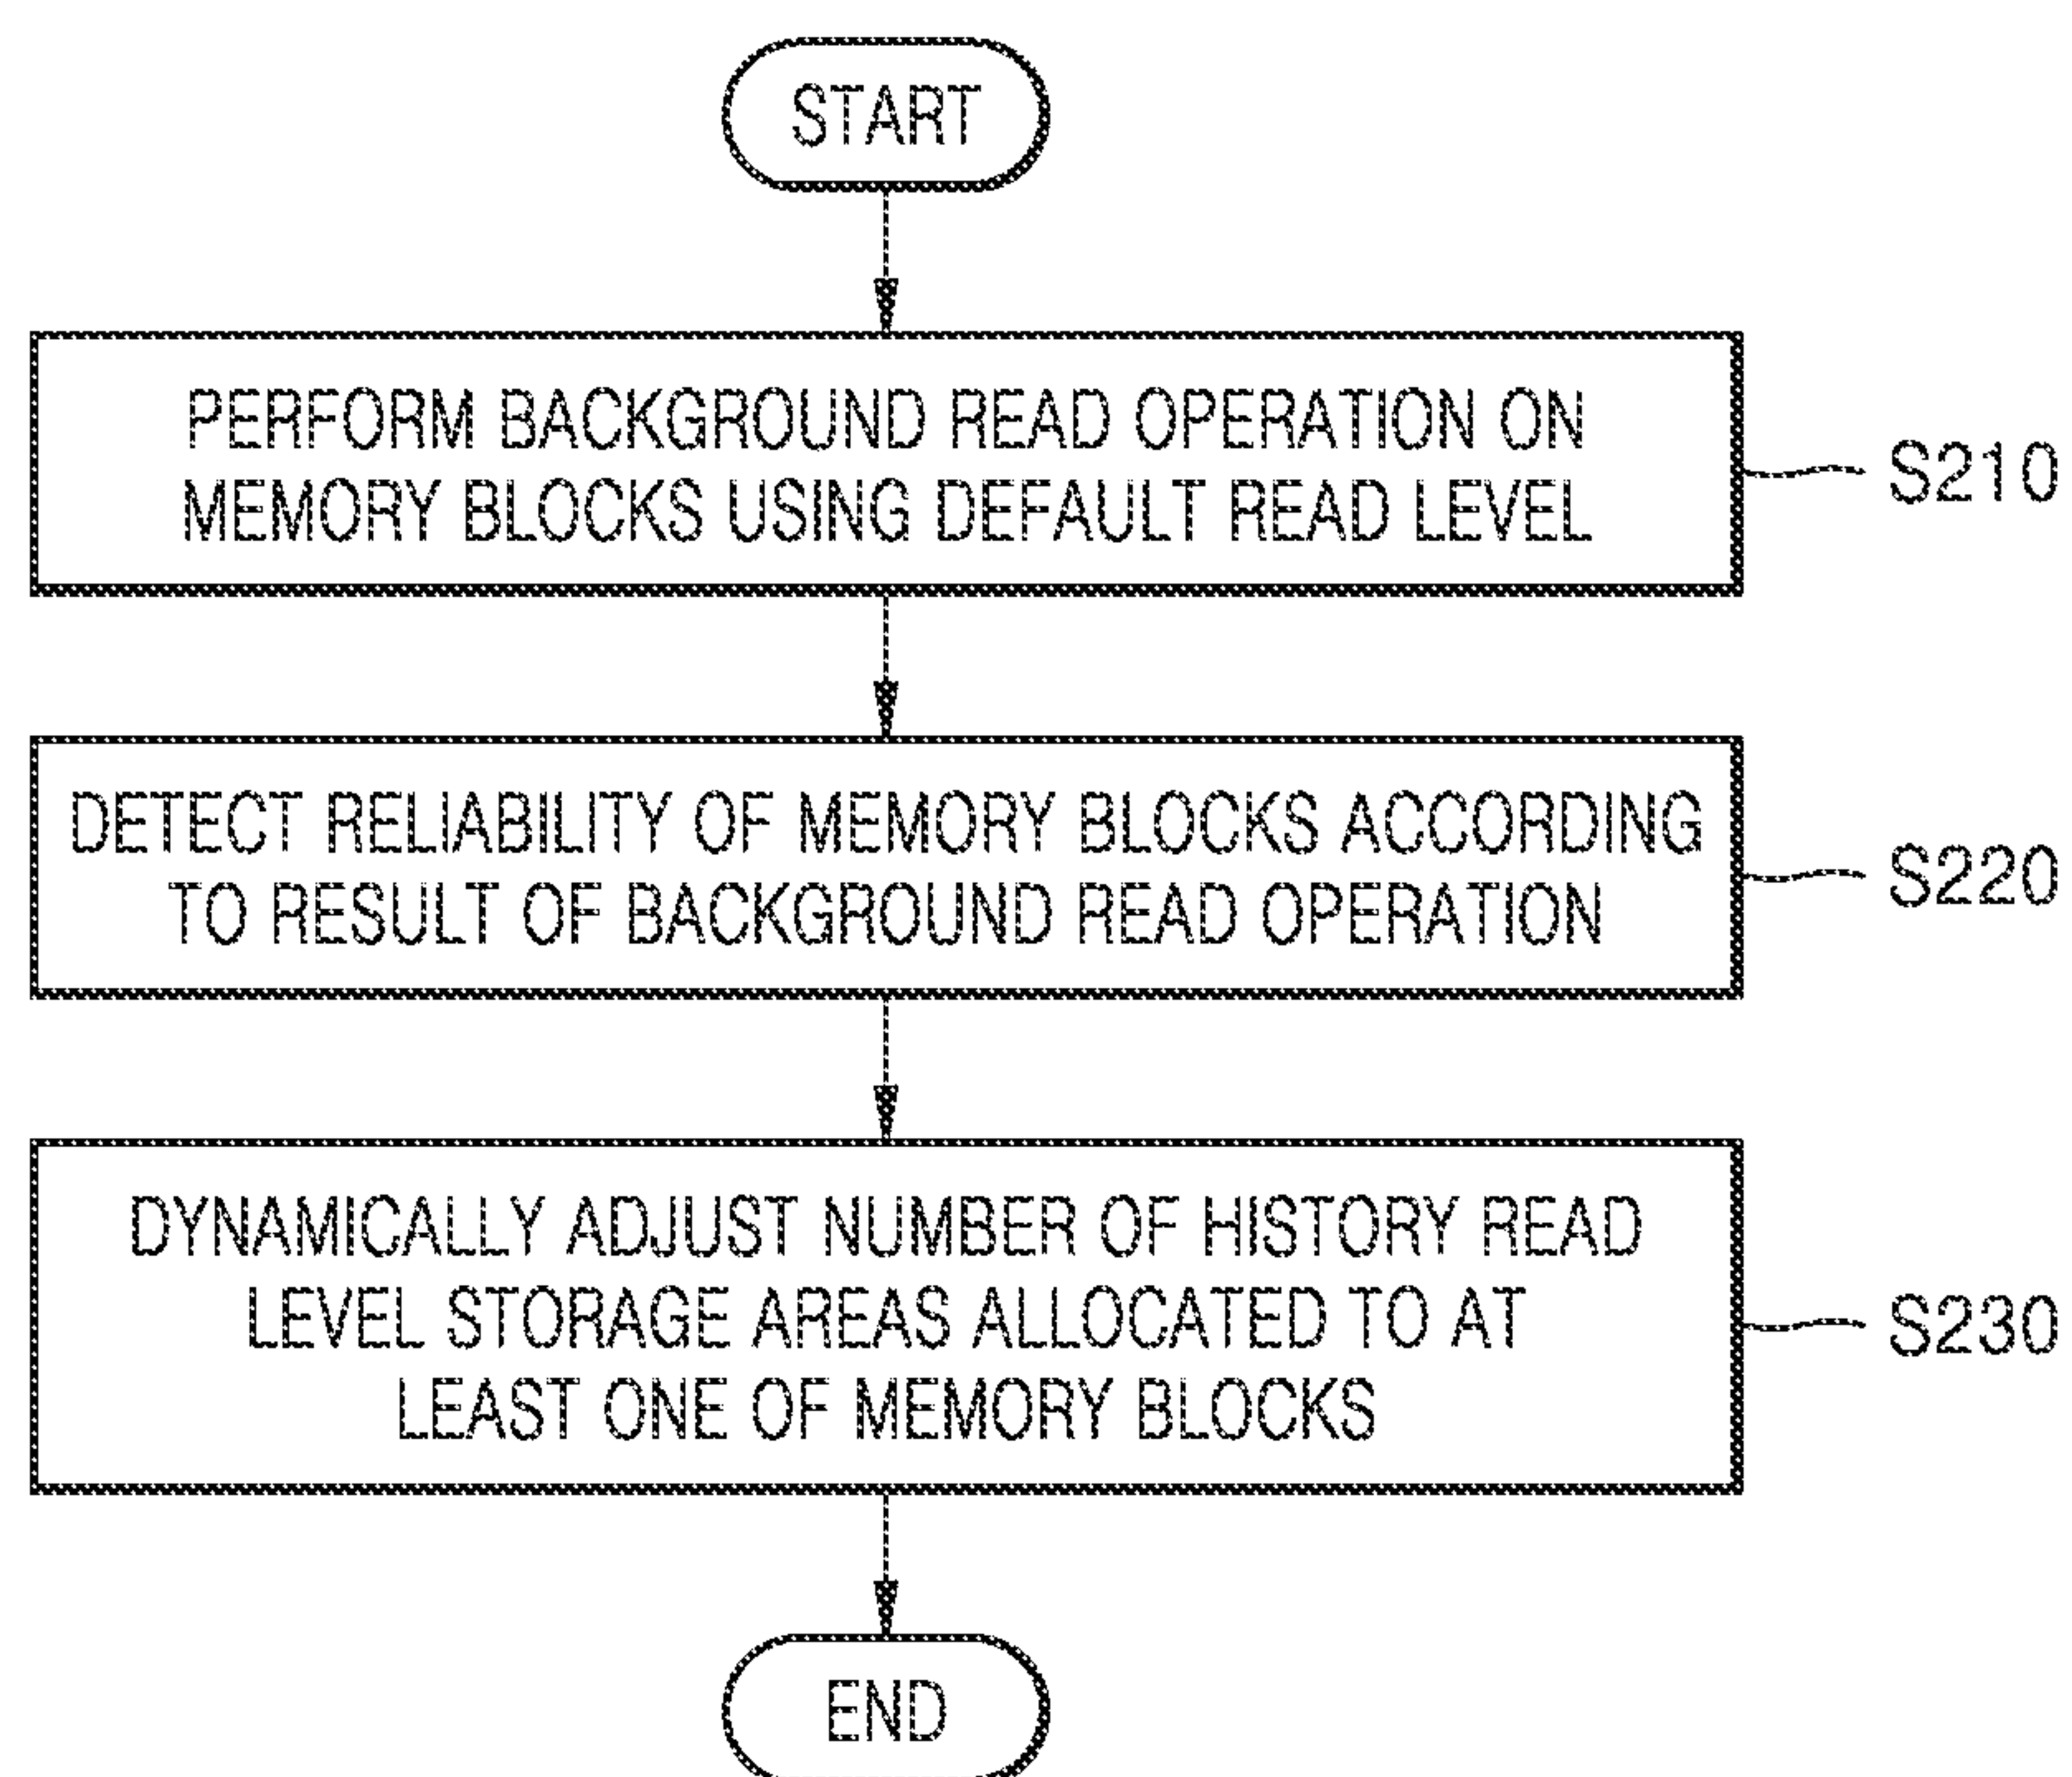 START
PERFORM BACKGROUND READ OPERATION ON
MEMORY BLOCKS USING DEFAULT READ LEVEL
S210
DETECT RELIABILITY OF MEMORY BLOCKS ACCORDING
TO RESULT OF BACKGROUND READ OPERATION
S220
DYNAMICALLY ADJUST NUMBER OF HISTORY READ
LEVEL STORAGE AREAS ALLOCATED TO AT
LEAST ONE OF MEMORY BLOCKS
S230
END